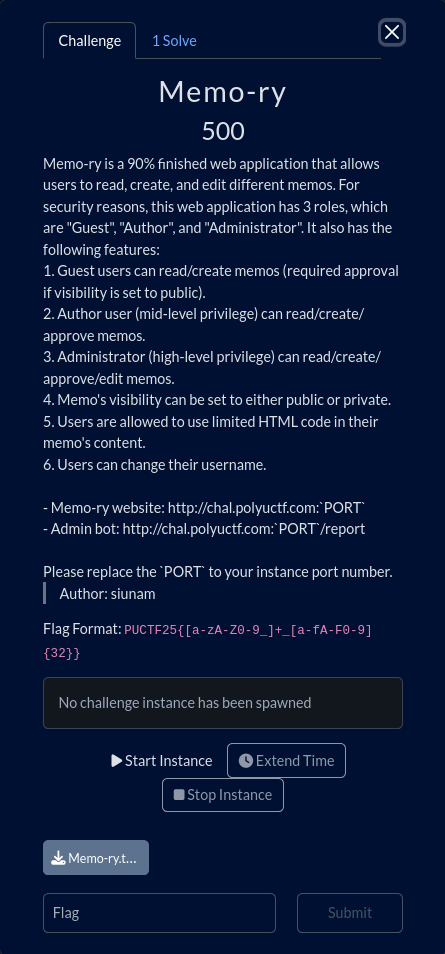 Challenge
1 Solve
Memo-ry
500
Memo-ry is a 90% finished web application that allows
users to read, create, and edit different memos. For
security reasons, this web application has 3 roles, which
are "Guest", "Author", and "Administrator". It also has the
following features:
1. Guest users can read/create memos (required approval
if visibility is set to public).
2. Author user (mid-level privilege) can read/create/
approve memos.
3. Administrator (high-level privilege) can read/create/
approve/edit memos.
4. Memo's visibility can be set to either public or private.
5. Users are allowed to use limited HTML code in their
memo's content.
6. Users can change their username.
- Memo-ry website: http://chal.polyuctf.com:`PORT`
- Admin bot: http://chal.polyuctf.com:`PORT`/report
Please replace the `PORT` to your instance port number.
Author: siunam
Flag Format: PUCTF25{[a-zA-Z0-9_]+_[a-fA-F0-9]
{32}}
No challenge instance has been spawned
Start Instance
Extend Time
Stop Instance
Memo-ry.t...
Flag
Submit